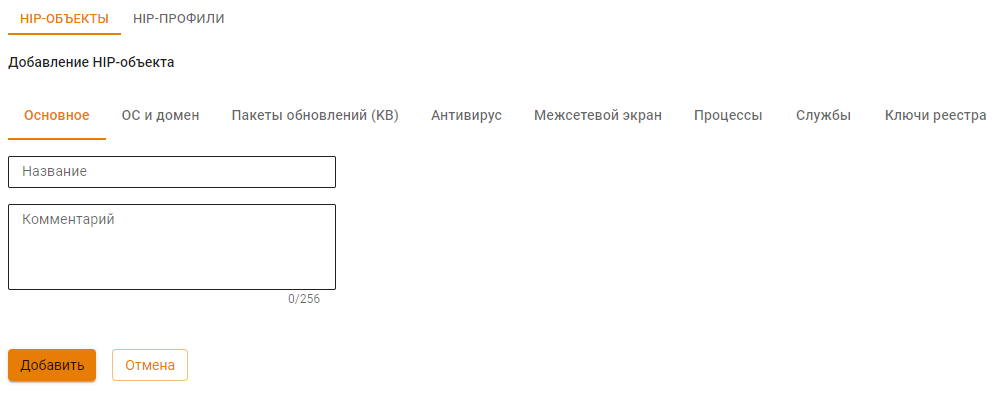 HIP-ОБЪЕКТЫ HIP-ПРОФИЛИ
Добавление HIP-объекта
Основное ОС и домен Пакеты обновлений (KB) Антивирус Межсетевой экран Процессы Службы Ключи реестра
Название
Комментарий
0/256
Добавить Отмена